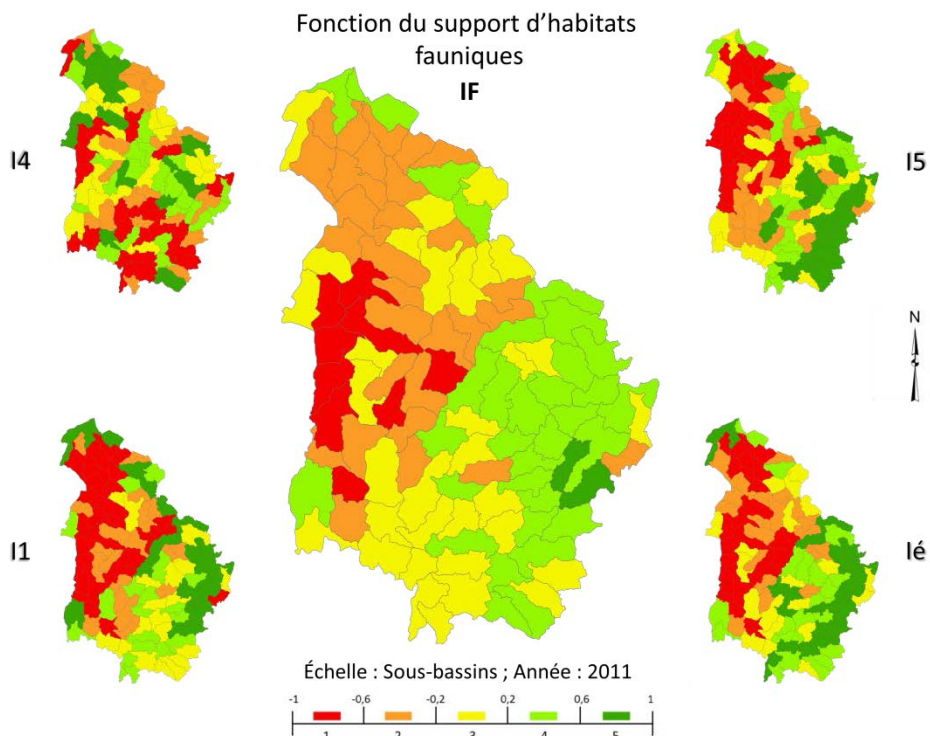 Fonction du support d’habitats
fauniques
IF
I4
I5
N
I1
Ié
Échelle : Sous-bassins ; Année : 2011
-1 -0,6 -0,2 0,2 0,6 1
1 2 3 4 5